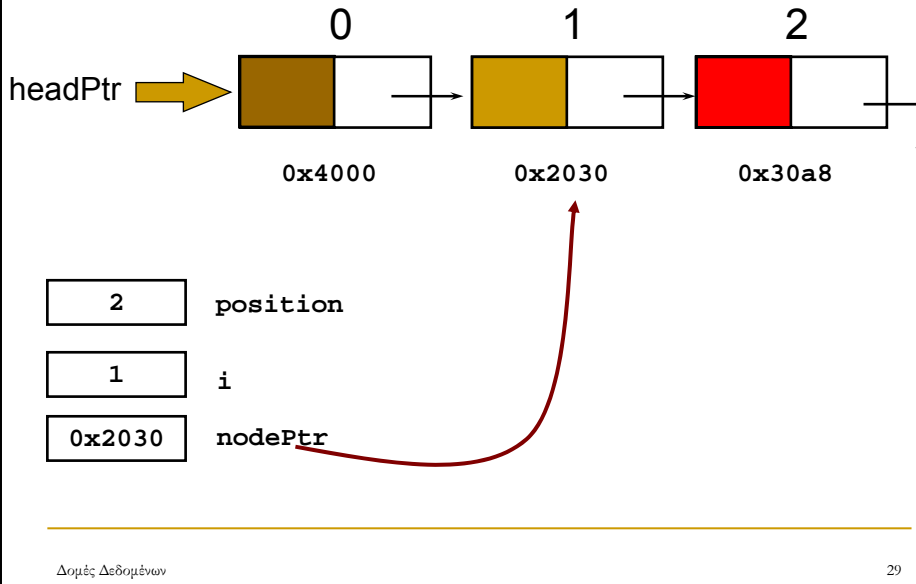 0 1 2
headPtr
0x4000 0x2030 0x30a8
2 position
1 i
0x2030 nodePtr
Δομές Δεδομένων 29